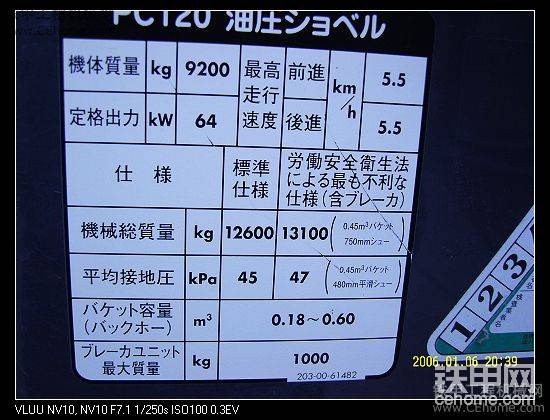 PC120 油圧ショベル
機体質量 kg 9200 最高走行速度 前進 km/h 5.5
定格出力 kW 64 後進 5.5
仕様 標準仕様 労働安全衛生法による最も不利な仕様(含ブレーカ)
機械総質量 kg 12600 13100 (0.45m³バケット 750mmシュー)
平均接地圧 kPa 45 47 (0.45m³バケット 480mm平滑シュー)
バケット容量(バックホー) m³ 0.18～0.60
ブレーカユニット最大質量 kg 1000
203-00-61482
1 2 3 4
2006.01.06 20:39
铁甲网
VLUU NV10, NV10 F7.1 1/250s ISO100 0.3EV